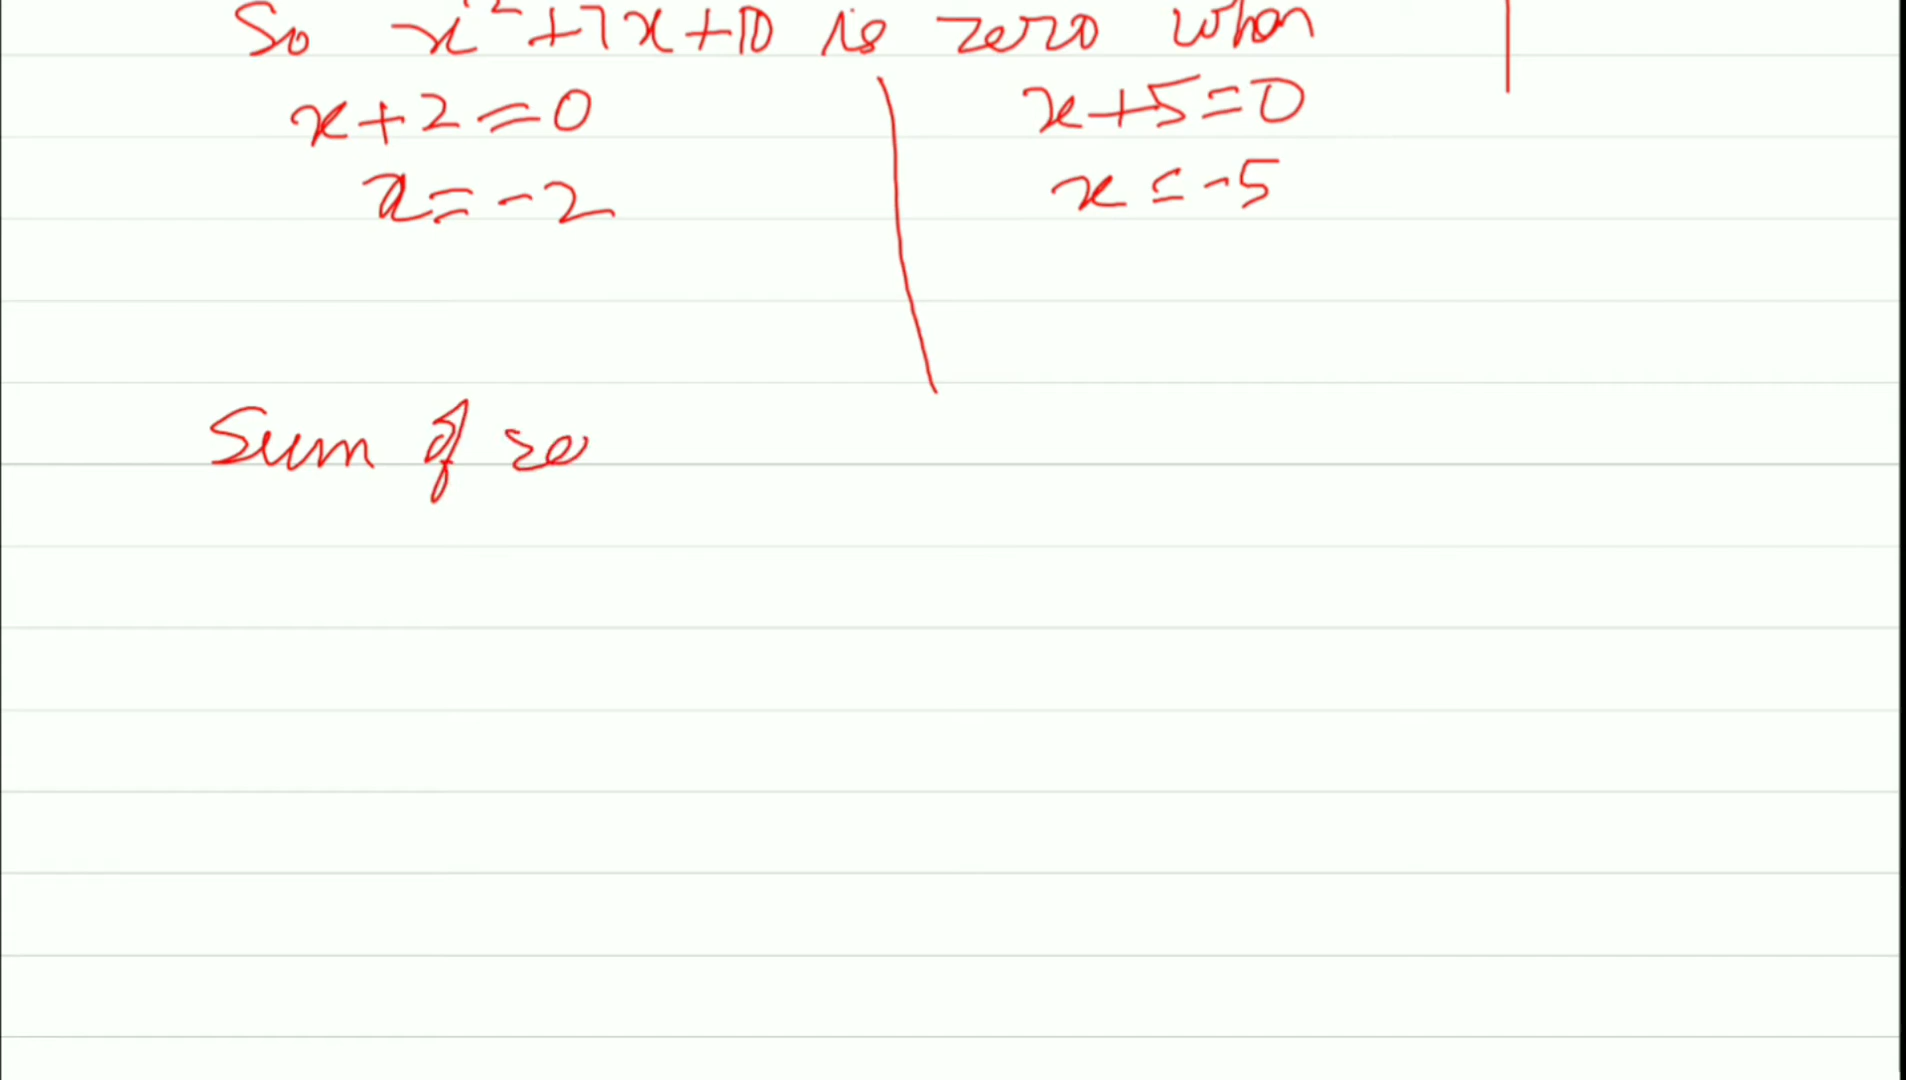 So x²+7x+10 is zero when
x+2=0
x=-2
x+5=0
x=-5
Sum of ze